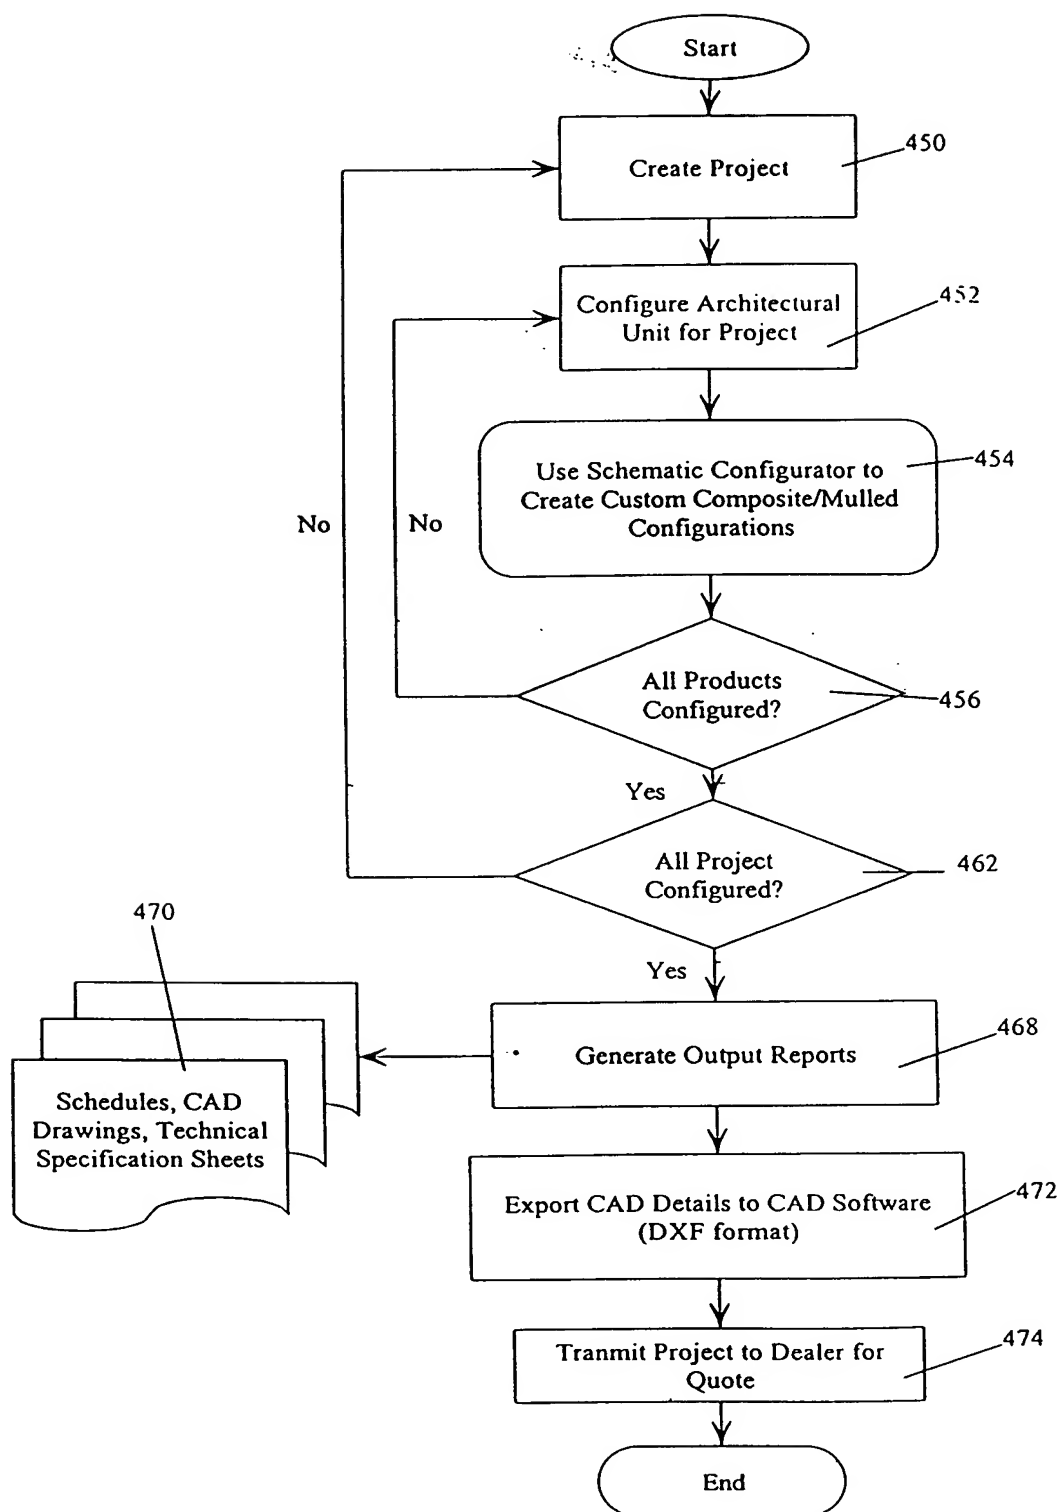 Start
Create Project
450
Configure Architectural
Unit for Project
452
Use Schematic Configurator to
Create Custom Composite/Mulled
Configurations
454
No
No
All Products
Configured?
456
Yes
All Project
Configured?
462
Yes
470
Generate Output Reports
468
Schedules, CAD
Drawings, Technical
Specification Sheets
Export CAD Details to CAD Software
(DXF format)
472
Tranmit Project to Dealer for
Quote
474
End